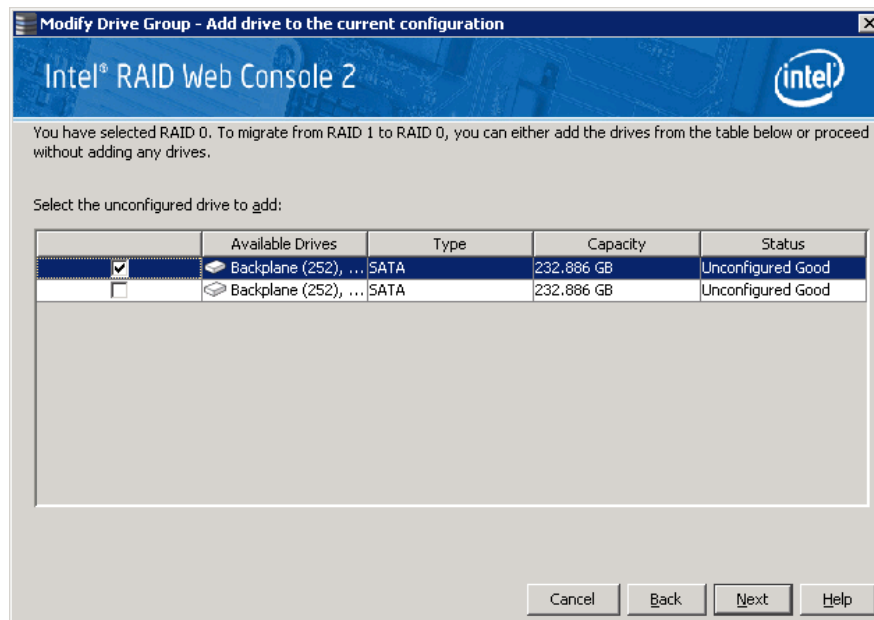 Modify Drive Group - Add drive to the current configuration
Intel® RAID Web Console 2
intel
You have selected RAID 0. To migrate from RAID 1 to RAID 0, you can either add the drives from the table below or proceed
without adding any drives.
Select the unconfigured drive to add:
Available Drives Type Capacity Status
Backplane (252), ... SATA 232.886 GB Unconfigured Good
Backplane (252), ... SATA 232.886 GB Unconfigured Good
Cancel Back Next Help